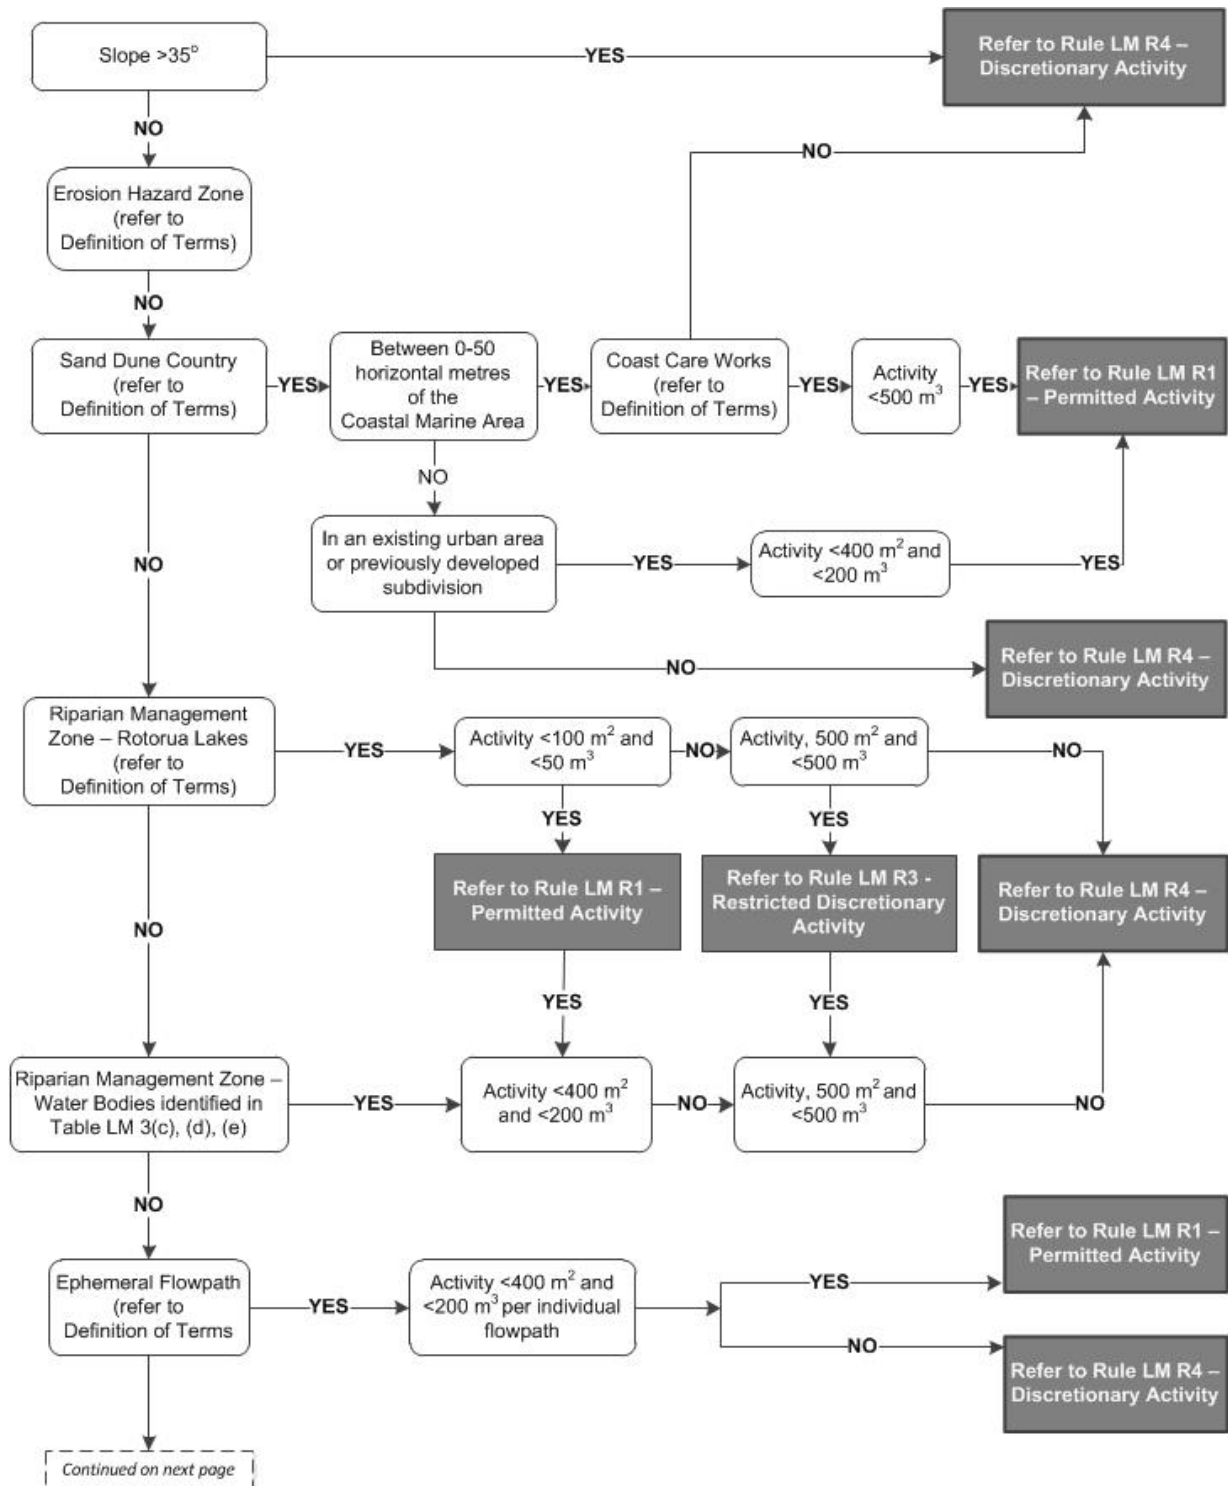 Slope >35°
YES
Refer to Rule LM R4 –
Discretionary Activity
NO
NO
Erosion Hazard Zone
(refer to
Definition of Terms)
NO
Sand Dune Country
(refer to
Definition of Terms)
YES
Between 0-50
horizontal metres
of the
Coastal Marine Area
YES
Coast Care Works
(refer to
Definition of Terms)
YES
Activity
<500 m³
YES
Refer to Rule LM R1
– Permitted Activity
NO
In an existing urban area
or previously developed
subdivision
YES
Activity <400 m² and
<200 m³
YES
NO
NO
Refer to Rule LM R4 –
Discretionary Activity
Riparian Management
Zone – Rotorua Lakes
(refer to
Definition of Terms)
YES
Activity <100 m² and
<50 m³
NO
Activity, 500 m² and
<500 m³
NO
YES
YES
Refer to Rule LM R1 –
Permitted Activity
Refer to Rule LM R3 -
Restricted Discretionary
Activity
Refer to Rule LM R4 –
Discretionary Activity
NO
YES
YES
Riparian Management Zone –
Water Bodies identified in
Table LM 3(c), (d), (e)
YES
Activity <400 m²
and <200 m³
NO
Activity, 500 m² and
<500 m³
NO
NO
Ephemeral Flowpath
(refer to
Definition of Terms
YES
Activity <400 m² and
<200 m³ per individual
flowpath
YES
Refer to Rule LM R1 –
Permitted Activity
NO
Refer to Rule LM R4 –
Discretionary Activity
Continued on next page